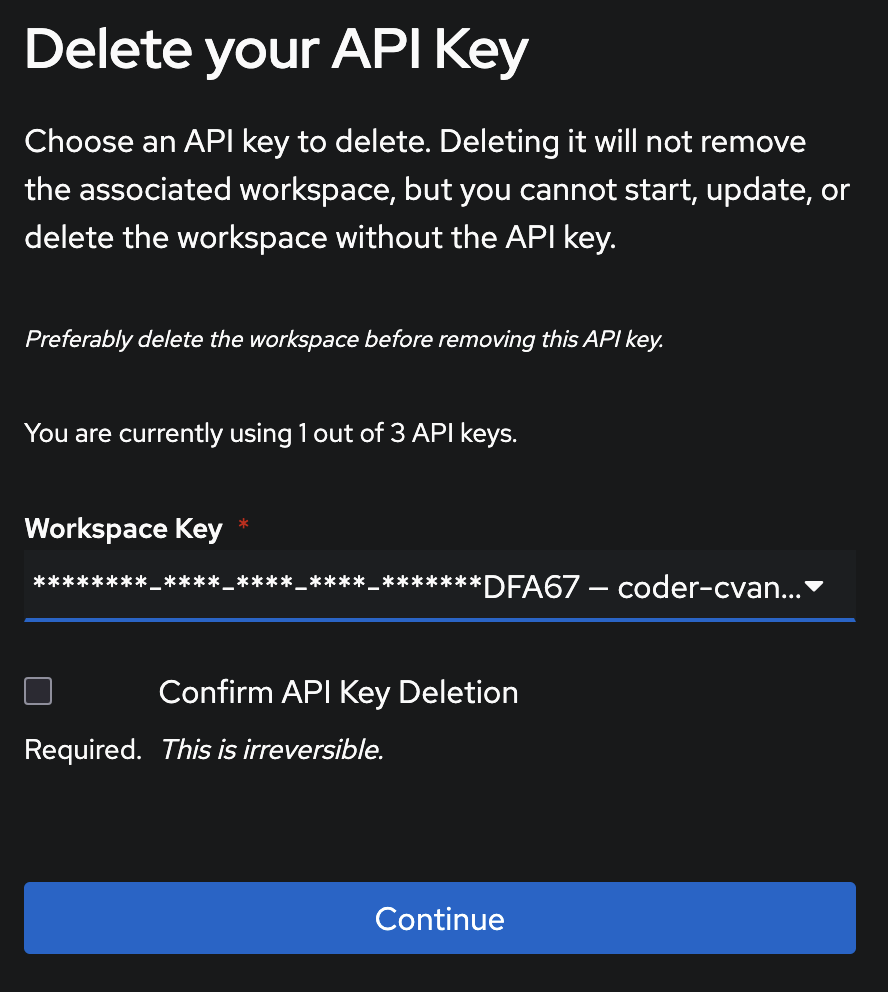 Delete your API Key
Choose an API key to delete. Deleting it will not remove
the associated workspace, but you cannot start, update, or
delete the workspace without the API key.
Preferably delete the workspace before removing this API key.
You are currently using 1 out of 3 API keys.
Workspace Key *
********-****-****-****-*******DFA67 – coder-cvan...
Confirm API Key Deletion
Required. This is irreversible.
Continue